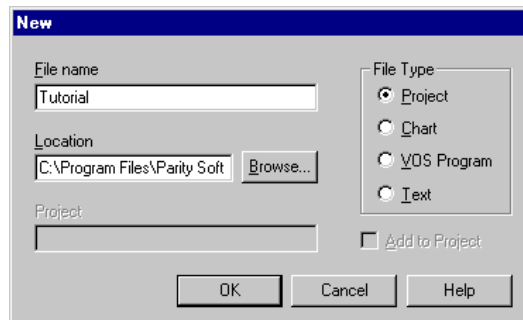 New
File name
Tutorial
Location
C:\Program Files\Parity Soft
Browse...
Project
File Type
Project
Chart
VOS Program
Text
Add to Project
OK
Cancel
Help